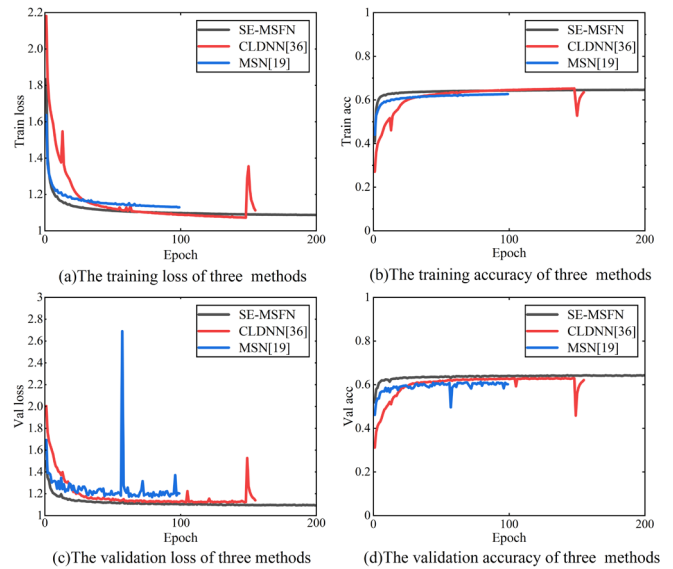 2.2
2.0
1.8
1.6
1.4
1.2
1
0
100
200
Train loss
Epoch
SE-MSFN
CLDNN[36]
MSN[19]
(a)The training loss of three methods
1
0.8
0.6
0.4
0.2
0
0
100
200
Train acc
Epoch
SE-MSFN
CLDNN[36]
MSN[19]
(b)The training accuracy of three methods
3
2.8
2.6
2.4
2.2
2.0
1.8
1.6
1.4
1.2
1
0
100
200
Val loss
Epoch
SE-MSFN
CLDNN[36]
MSN[19]
(c)The validation loss of three methods
1
0.8
0.6
0.4
0.2
0
0
100
200
Val acc
Epoch
SE-MSFN
CLDNN[36]
MSN[19]
(d)The validation accuracy of three methods